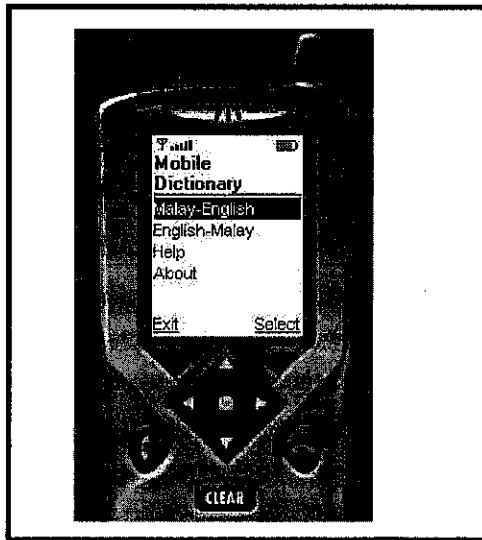 Mobile
Dictionary
Malay-English
English-Malay
Help
About
Exit Select
CLEAR